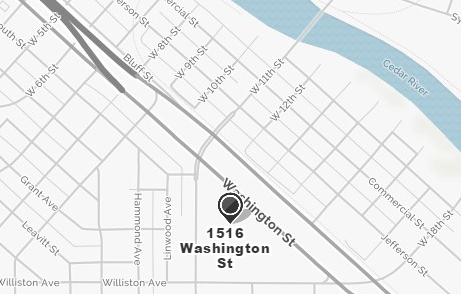 W 5th St
W 8th St
Commercial St
W 9th St
Bluff St
W 6th St
W 10th St
W 11th St
W 12th St
Cedar River
Grant Ave
Hammond Ave
Linwood Ave
Leavitt St
Washington St
1516
Washington
St
Commercial St
Jefferson St
W 18th St
Williston Ave
Williston Ave